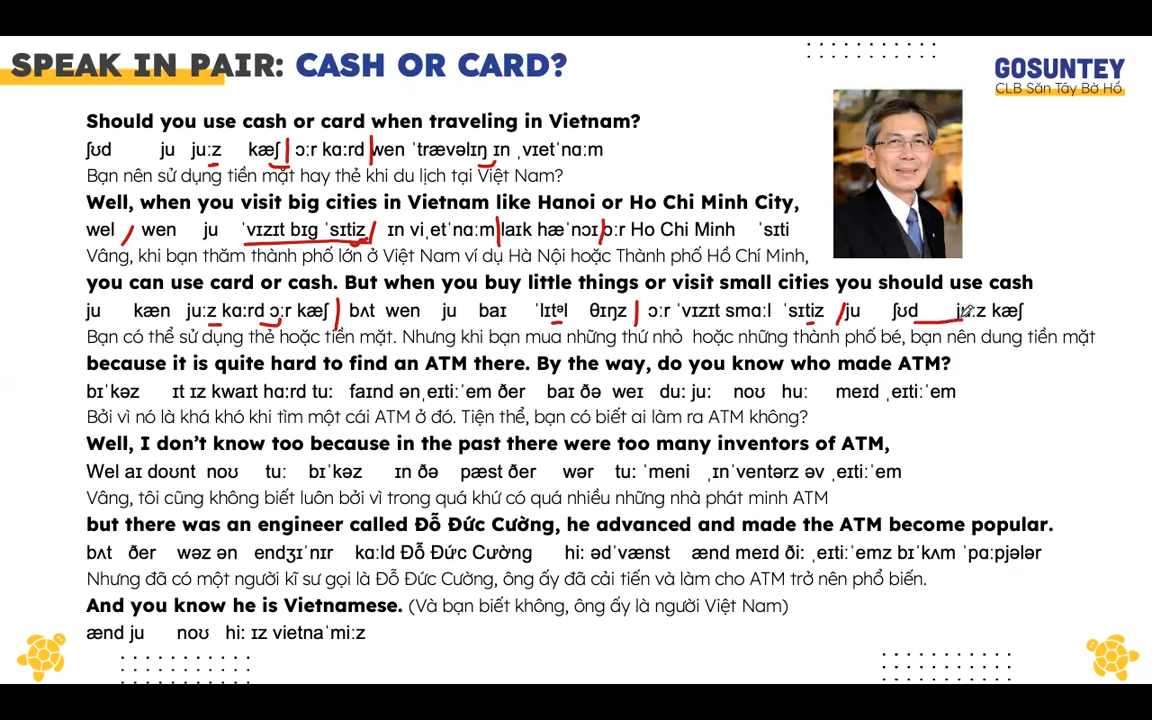 SPEAK IN PAIR: CASH OR CARD?
GOSUNTEY
CLB Săn Tây Bờ Hồ
Should you use cash or card when traveling in Vietnam?
ʃʊd ju juːz kæʃ ɔːr kɑːrd wen ˈtrævəlɪŋ ɪn ˌvɪetˈnɑːm
Bạn nên sử dụng tiền mặt hay thẻ khi du lịch tại Việt Nam?
Well, when you visit big cities in Vietnam like Hanoi or Ho Chi Minh City,
wel wen ju ˈvɪzɪt bɪg ˈsɪtiz ɪn viˌetˈnɑːm laɪk hæˈnɔɪ ɔːr Ho Chi Minh ˈsɪti
Vâng, khi bạn thăm thành phố lớn ở Việt Nam ví dụ Hà Nội hoặc Thành phố Hồ Chí Minh,
you can use card or cash. But when you buy little things or visit small cities you should use cash
ju kæn juːz kɑːrd ɔːr kæʃ bʌt wen ju baɪ ˈlɪtᵊl θɪŋz ɔːr ˈvɪzɪt smɑːl ˈsɪtiz ju ʃʊd juːz kæʃ
Bạn có thể sử dụng thẻ hoặc tiền mặt. Nhưng khi bạn mua những thứ nhỏ hoặc những thành phố bé, bạn nên dung tiền mặt
because it is quite hard to find an ATM there. By the way, do you know who made ATM?
bɪˈkəz ɪt ɪz kwaɪt hɑːrd tuː faɪnd ən ˌeɪtiːˈem ðer baɪ ðə weɪ duː juː noʊ huː meɪd ˌeɪtiːˈem
Bởi vì nó là khá khó khi tìm một cái ATM ở đó. Tiện thể, bạn có biết ai làm ra ATM không?
Well, I don’t know too because in the past there were too many inventors of ATM,
Wel aɪ doʊnt noʊ tuː bɪˈkəz ɪn ðə pæst ðer wər tuː ˈmeni ˌɪnˈventərz əv ˌeɪtiːˈem
Vâng, tôi cũng không biết luôn bởi vì trong quá khứ có quá nhiều những nhà phát minh ATM
but there was an engineer called Đỗ Đức Cường, he advanced and made the ATM become popular.
bʌt ðer wəz ən endʒɪˈnɪr kɑːld Đỗ Đức Cường hiː ədˈvænst ænd meɪd ðiː ˌeɪtiːˈemz bɪˈkʌm ˈpɑːpjələr
Nhưng đã có một người kĩ sư gọi là Đỗ Đức Cường, ông ấy đã cải tiến và làm cho ATM trở nên phổ biến.
And you know he is Vietnamese. (Và bạn biết không, ông ấy là người Việt Nam)
ænd ju noʊ hiː ɪz vietnaˈmiːz